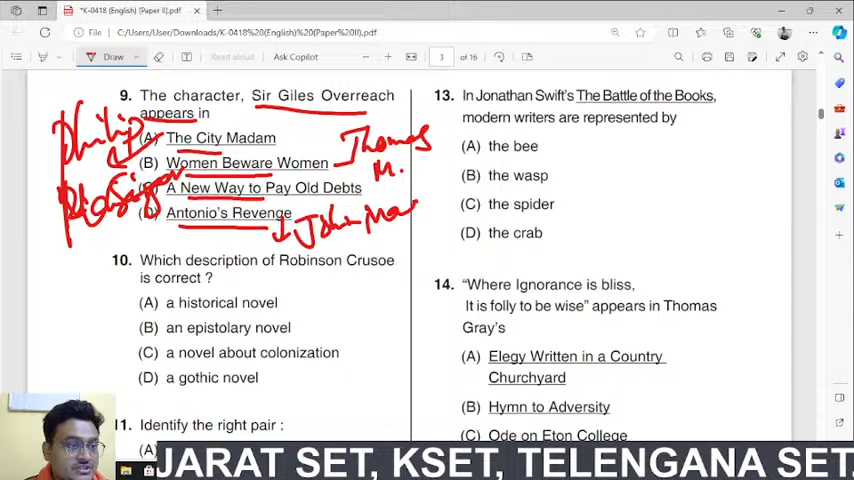 *K-0418 (English) (Paper II).pdf
File
C:/Users/User/Downloads/K-0418%20(English)%20(Paper%20II).pdf
Draw
Read aloud
Ask Copilot
3
of 16
9. The character, Sir Giles Overreach
appears in
(A) The City Madam
(B) Women Beware Women
(C) A New Way to Pay Old Debts
(D) Antonio's Revenge
Philip
Thomas
M.
John Mar
10. Which description of Robinson Crusoe
is correct ?
(A) a historical novel
(B) an epistolary novel
(C) a novel about colonization
(D) a gothic novel
11. Identify the right pair :
(A)
13. In Jonathan Swift's The Battle of the Books,
modern writers are represented by
(A) the bee
(B) the wasp
(C) the spider
(D) the crab
14. "Where Ignorance is bliss,
It is folly to be wise" appears in Thomas
Gray's
(A) Elegy Written in a Country
Churchyard
(B) Hymn to Adversity
(C) Ode on Eton College
JARAT SET, KSET, TELENGANA SET,